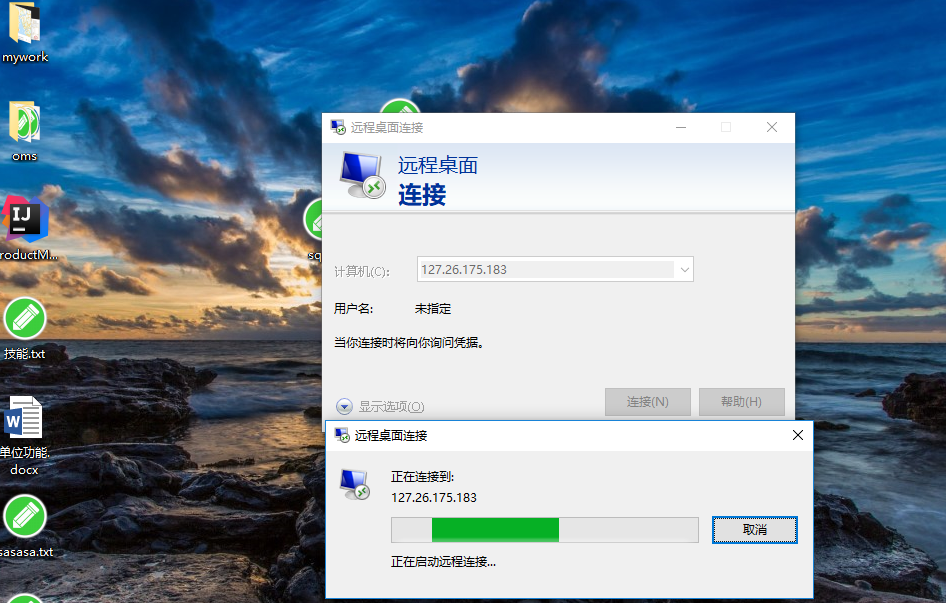 mywork
oms
IJ
roductM...
技能.txt
W
单位功能.
docx
sasasa.txt
sq
远程桌面连接
远程桌面
连接
计算机(C):
127.26.175.183
用户名:
未指定
当你连接时将向你询问凭据。
显示选项(O)
连接(N)
帮助(H)
远程桌面连接
正在连接到:
127.26.175.183
取消
正在启动远程连接...